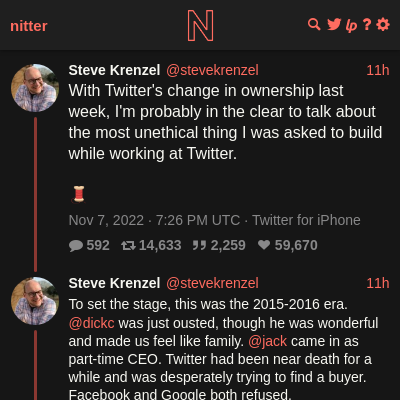 nitter
N
lp
Steve Krenzel @stevekrenzel 11h
With Twitter's change in ownership last
week, I'm probably in the clear to talk about
the most unethical thing I was asked to build
while working at Twitter.
🧵
Nov 7, 2022 · 7:26 PM UTC · Twitter for iPhone
592 14,633 2,259 59,670
Steve Krenzel @stevekrenzel 11h
To set the stage, this was the 2015-2016 era.
@dickc was just ousted, though he was wonderful
and made us feel like family. @jack came in as
part-time CEO. Twitter had been near death for a
while and was desperately trying to find a buyer.
Facebook and Google both refused.